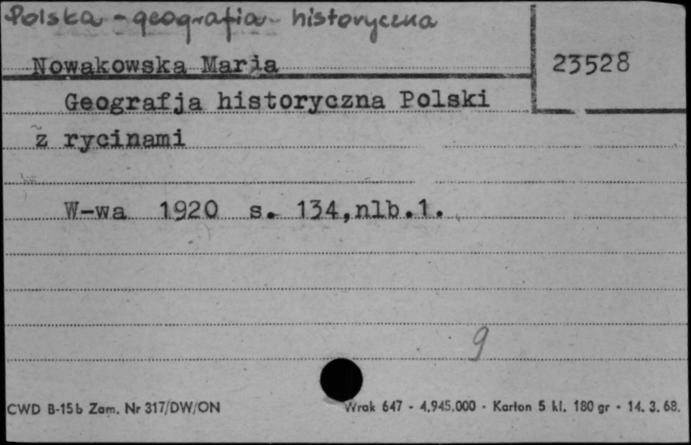 Polska - geografia - historyczna
Nowakowska Maria
23528
Geografja historyczna Polski
z rycinami
W-wa 1920 s. 134,nlb.1.
9
CWD B-15b Zam. Nr 317/DW/ON
Wrak 647 - 4.945.000 - Karton 5 kl. 180 gr - 14. 3. 68.